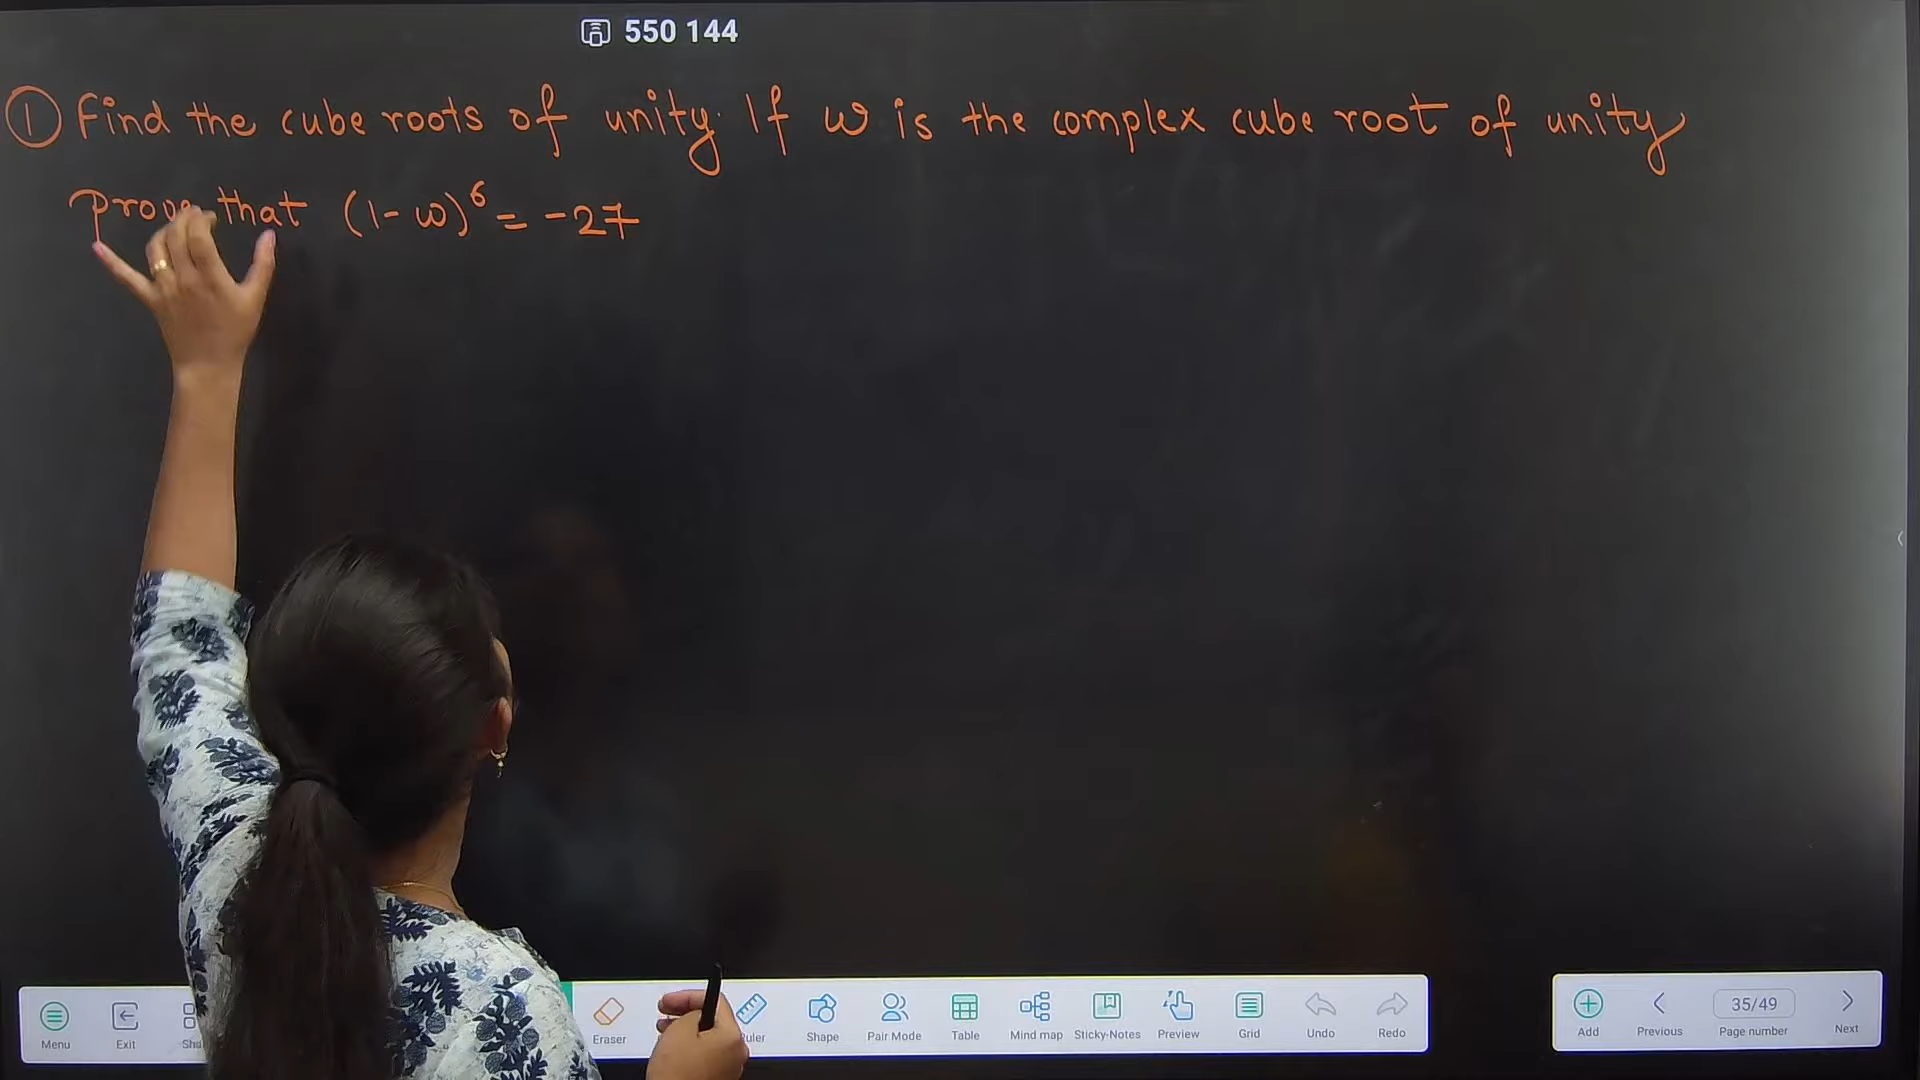 550 144
① Find the cube roots of unity. If ω is the complex cube root of unity
prove that (1-ω)⁶ = -27
Menu Exit Eraser Shape Pair Mode Table Mind map Sticky-Notes Preview Grid Undo Redo Add Previous 35/49 Page number Next